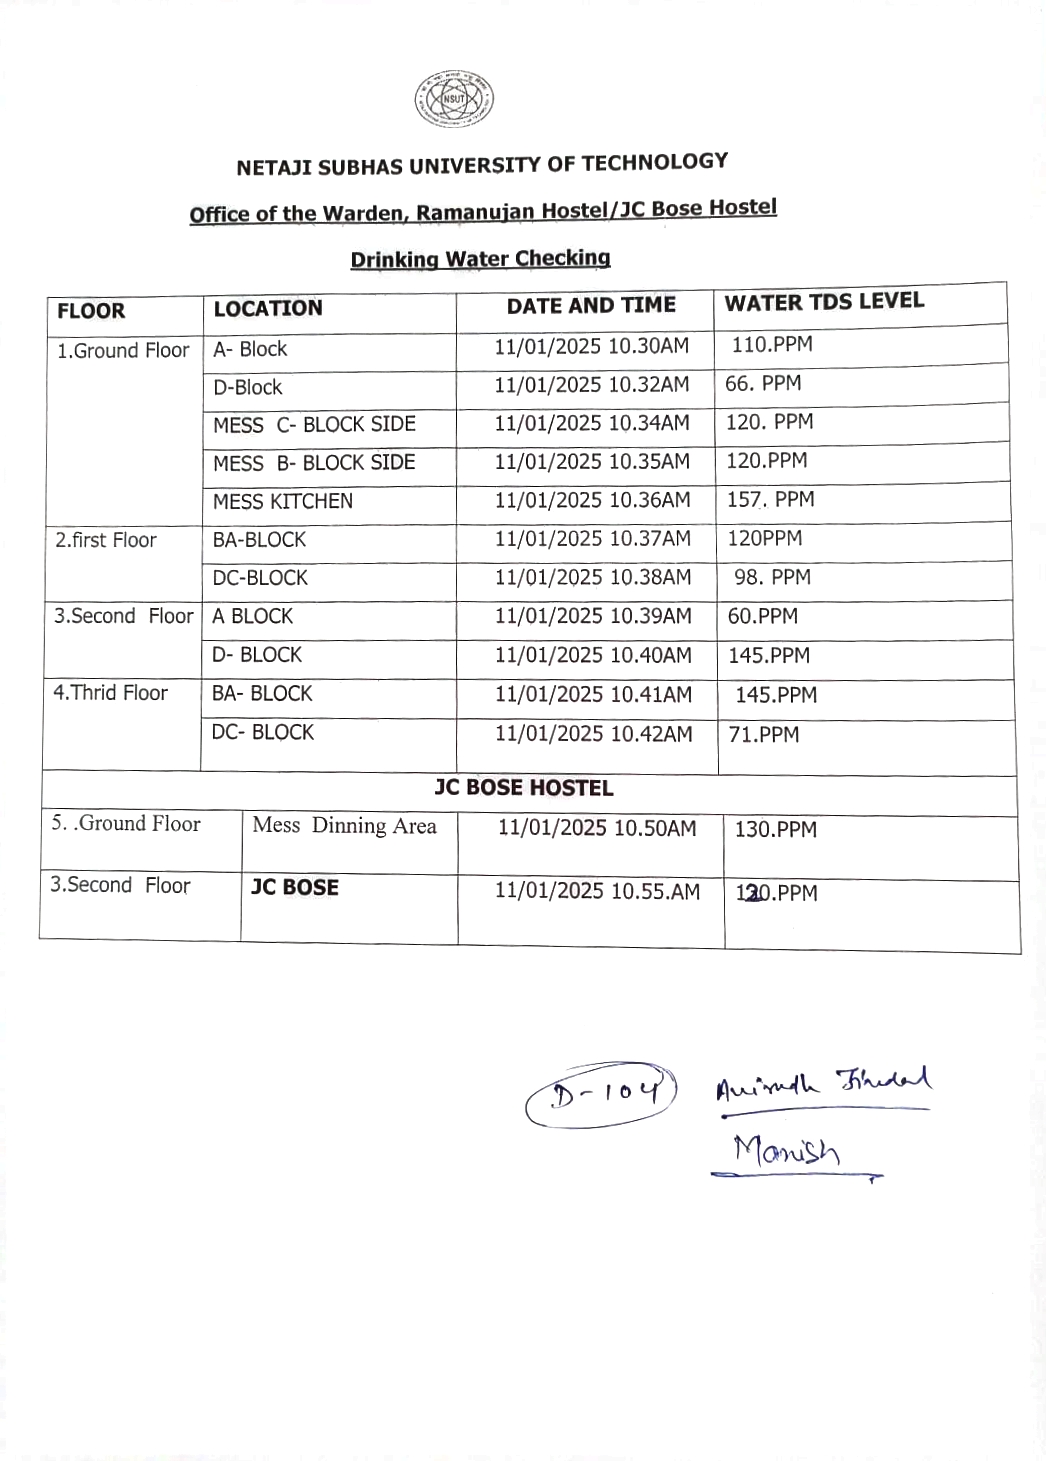 NSUT
NETAJI SUBHAS UNIVERSITY OF TECHNOLOGY
Office of the Warden, Ramanujan Hostel/JC Bose Hostel
Drinking Water Checking
FLOOR LOCATION DATE AND TIME WATER TDS LEVEL
1.Ground Floor A- Block 11/01/2025 10.30AM 110.PPM
D-Block 11/01/2025 10.32AM 66. PPM
MESS C- BLOCK SIDE 11/01/2025 10.34AM 120. PPM
MESS B- BLOCK SIDE 11/01/2025 10.35AM 120.PPM
MESS KITCHEN 11/01/2025 10.36AM 157. PPM
2.first Floor BA-BLOCK 11/01/2025 10.37AM 120PPM
DC-BLOCK 11/01/2025 10.38AM 98. PPM
3.Second Floor A BLOCK 11/01/2025 10.39AM 60.PPM
D- BLOCK 11/01/2025 10.40AM 145.PPM
4.Thrid Floor BA- BLOCK 11/01/2025 10.41AM 145.PPM
DC- BLOCK 11/01/2025 10.42AM 71.PPM
JC BOSE HOSTEL
5. .Ground Floor Mess Dinning Area 11/01/2025 10.50AM 130.PPM
3.Second Floor JC BOSE 11/01/2025 10.55.AM 120.PPM
D-104 Anirudh Jindal
Manish